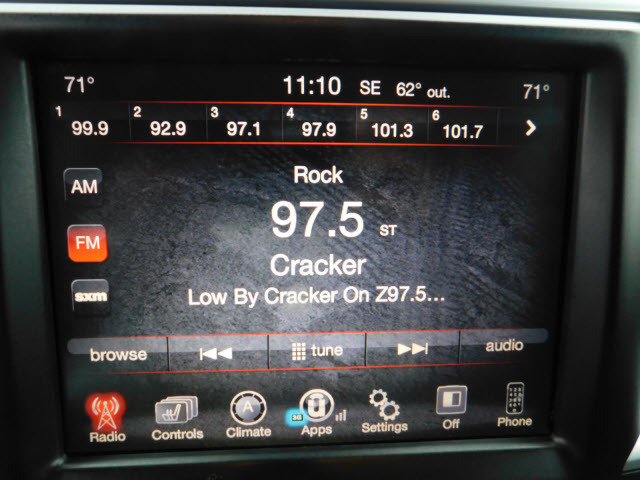 71° 11:10 SE 62° out. 71°
1 99.9 2 92.9 3 97.1 4 97.9 5 101.3 6 101.7
AM
Rock
97.5 ST
FM
Cracker
sxm
Low By Cracker On Z97.5...
browse tune audio
Radio Controls A Climate 3G Apps Settings Off Phone